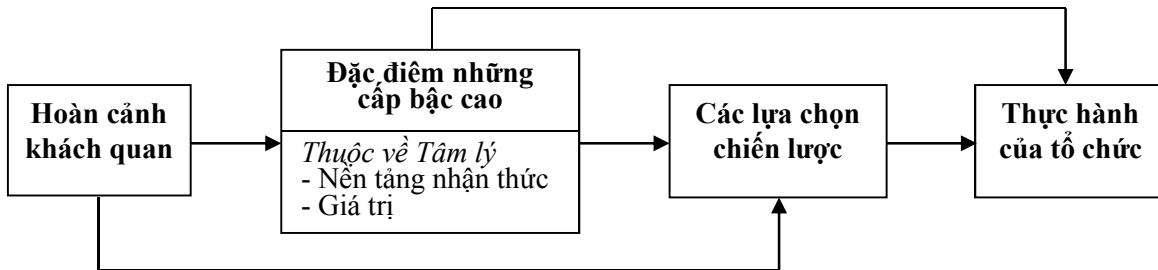 Hoàn cảnh
khách quan
Đặc điêm những
cấp bậc cao
Thuộc về Tâm lý
- Nền tảng nhận thức
- Giá trị
Các lựa chọn
chiến lược
Thực hành
của tổ chức